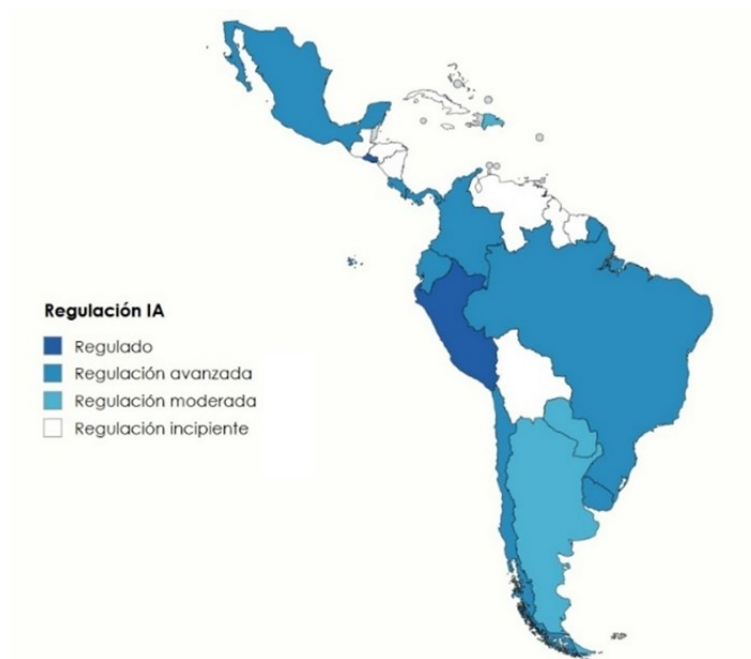 Regulación IA
Regulado
Regulación avanzada
Regulación moderada
Regulación incipiente